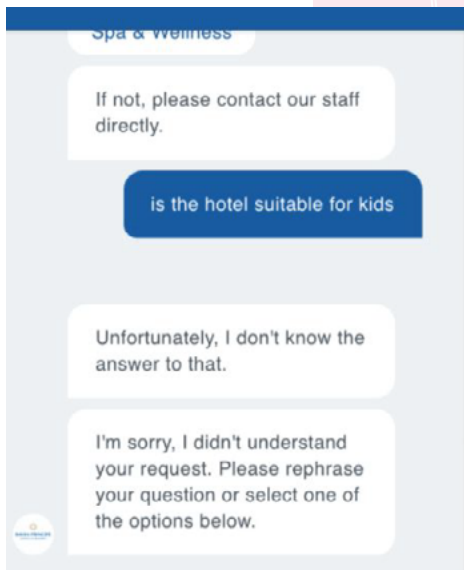 Spa & Wellness
If not, please contact our staff
directly.
is the hotel suitable for kids
Unfortunately, I don't know the
answer to that.
I'm sorry, I didn't understand
your request. Please rephrase
your question or select one of
the options below.